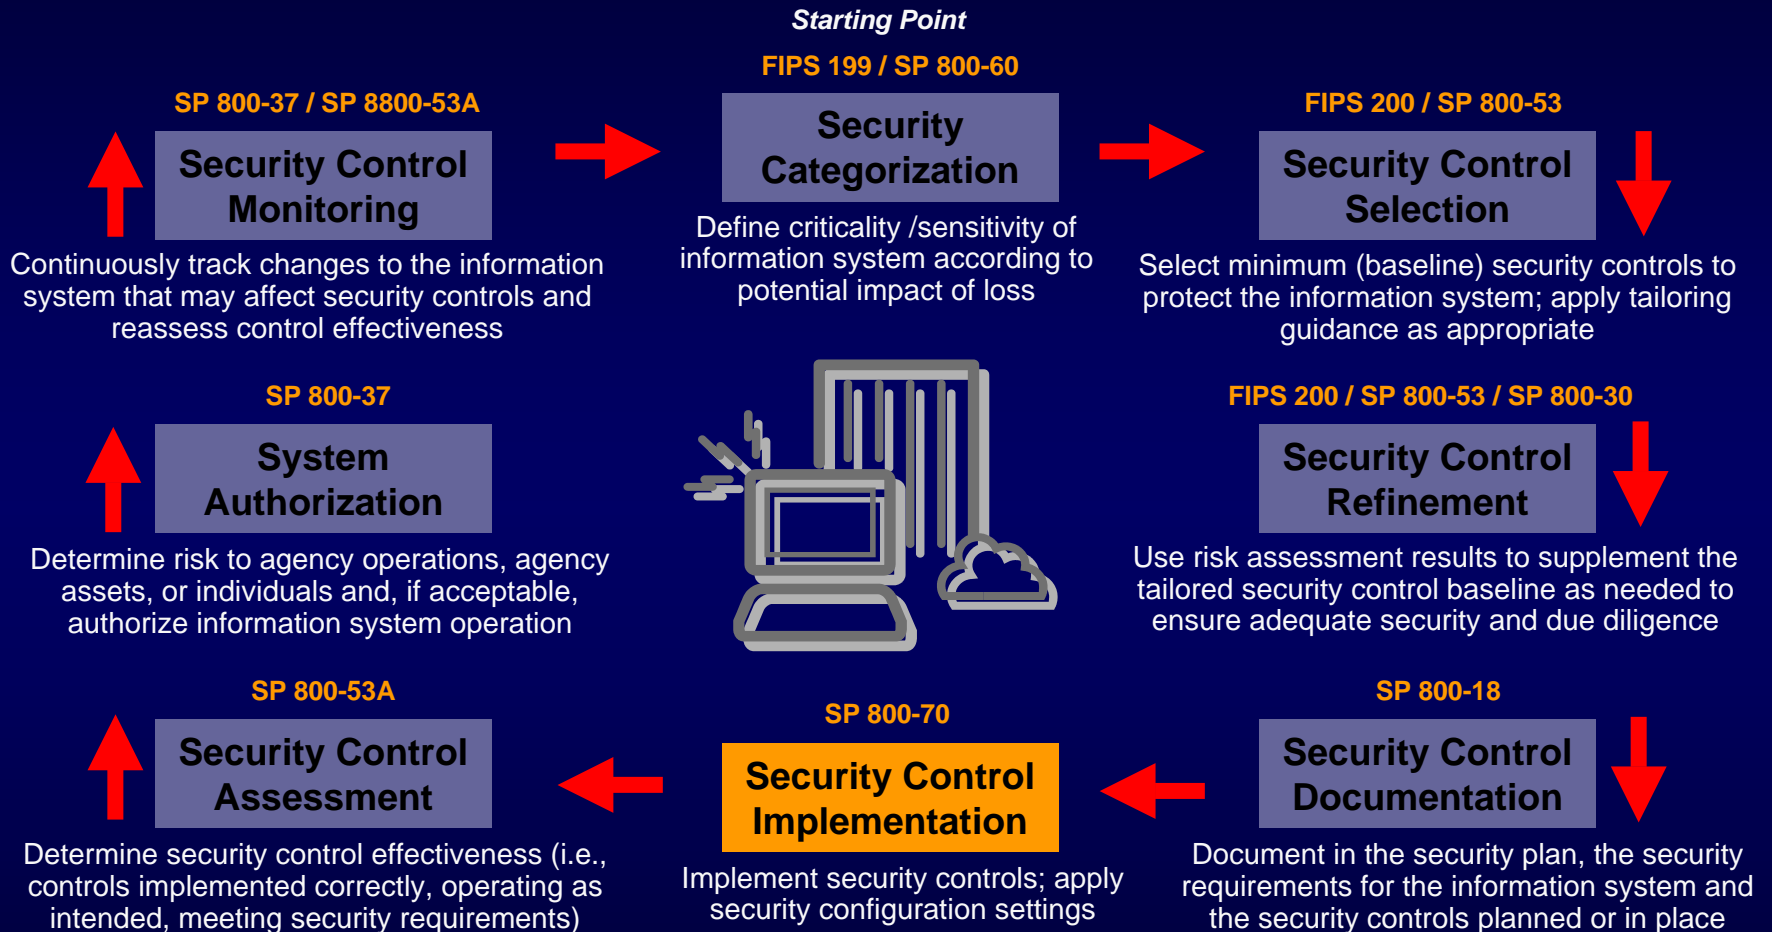 Starting Point
FIPS 199 / SP 800-60
Security
Categorization
Define criticality /sensitivity of
information system according to
potential impact of loss
FIPS 200 / SP 800-53
Security Control
Selection
Select minimum (baseline) security controls to
protect the information system; apply tailoring
guidance as appropriate
FIPS 200 / SP 800-53 / SP 800-30
Security Control
Refinement
Use risk assessment results to supplement the
tailored security control baseline as needed to
ensure adequate security and due diligence
SP 800-18
Security Control
Documentation
Document in the security plan, the security
requirements for the information system and
the security controls planned or in place
SP 800-70
Security Control
Implementation
Implement security controls; apply
security configuration settings
SP 800-53A
Security Control
Assessment
Determine security control effectiveness (i.e.,
controls implemented correctly, operating as
intended, meeting security requirements)
SP 800-37
System
Authorization
Determine risk to agency operations, agency
assets, or individuals and, if acceptable,
authorize information system operation
SP 800-37 / SP 8800-53A
Security Control
Monitoring
Continuously track changes to the information
system that may affect security controls and
reassess control effectiveness